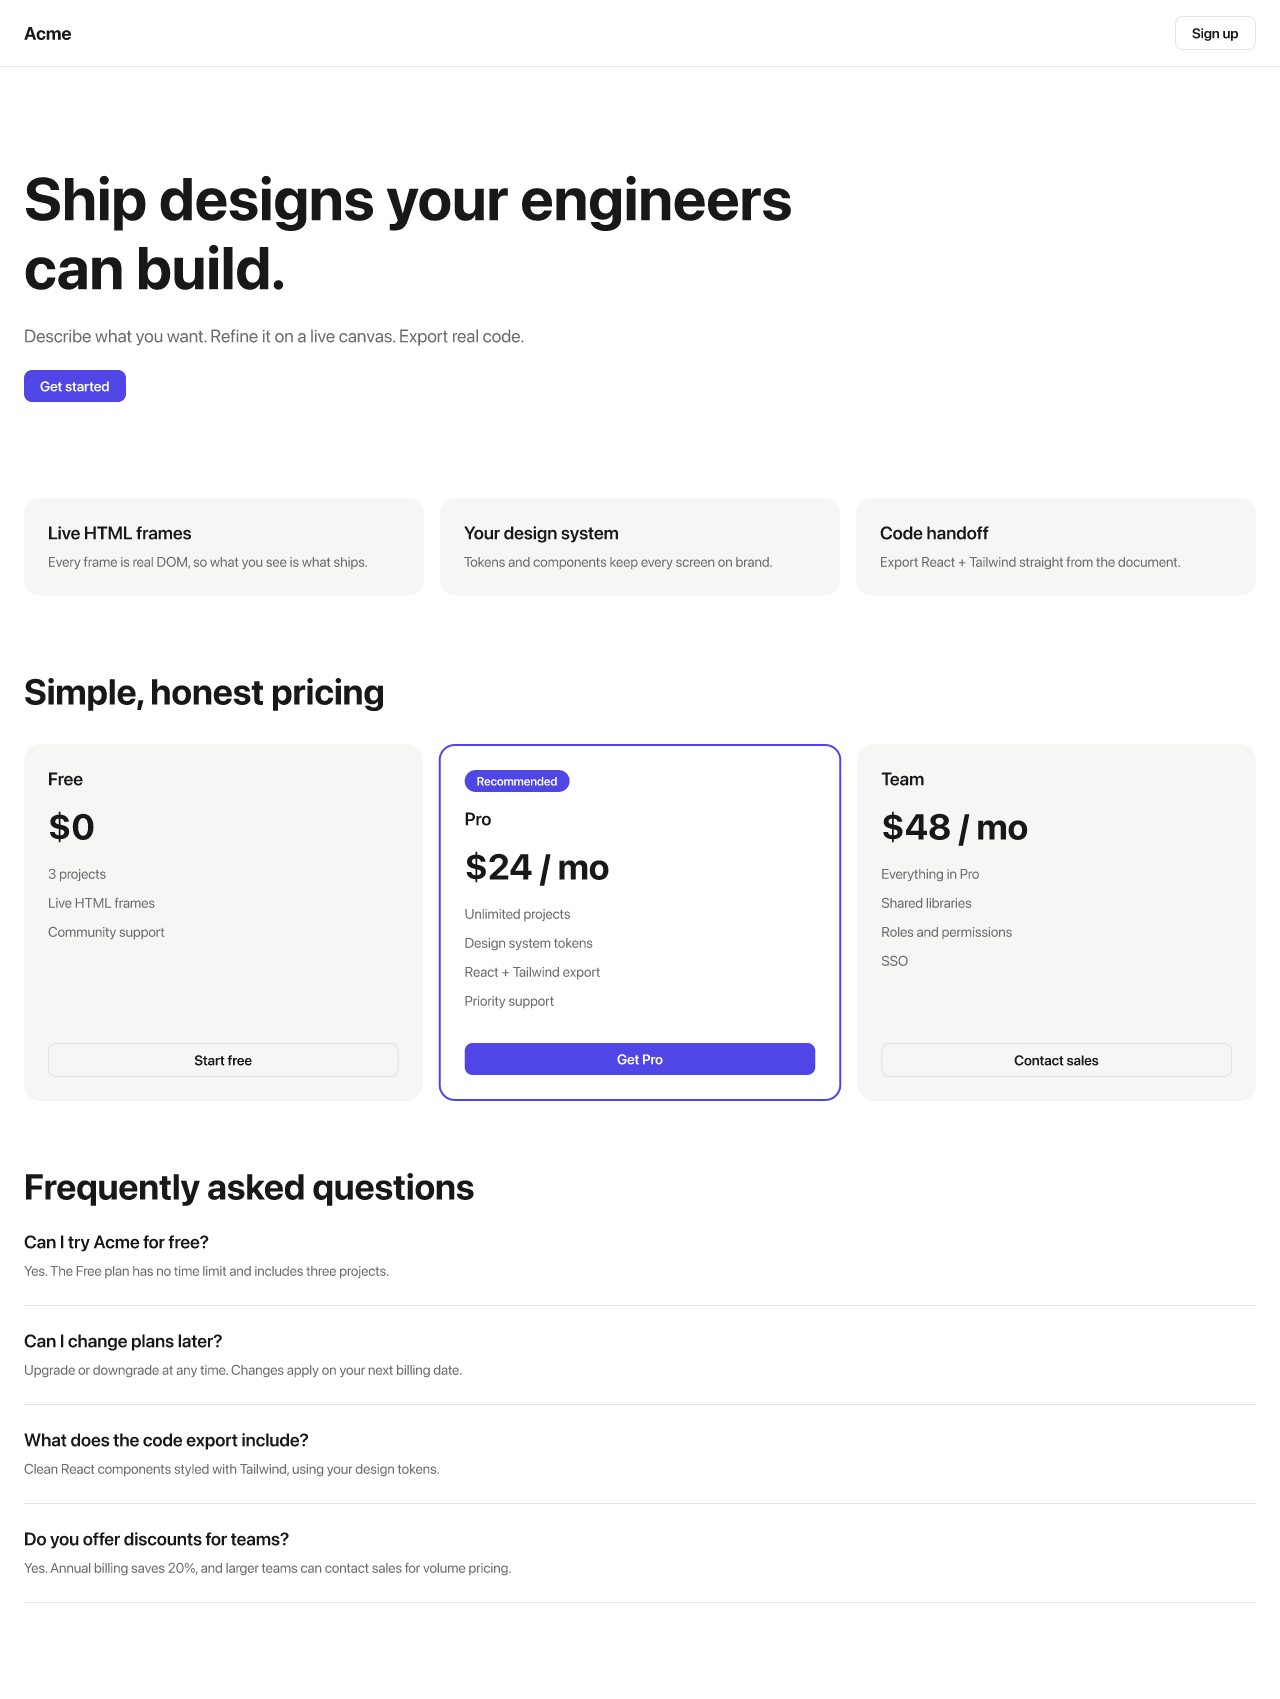 Acme
Sign up
Ship designs your engineers
can build.
Describe what you want. Refine it on a live canvas. Export real code.
Get started
Live HTML frames
Every frame is real DOM, so what you see is what ships.
Your design system
Tokens and components keep every screen on brand.
Code handoff
Export React + Tailwind straight from the document.
Simple, honest pricing
Free
$0
3 projects
Live HTML frames
Community support
Start free
Recommended
Pro
$24 / mo
Unlimited projects
Design system tokens
React + Tailwind export
Priority support
Get Pro
Team
$48 / mo
Everything in Pro
Shared libraries
Roles and permissions
SSO
Contact sales
Frequently asked questions
Can I try Acme for free?
Yes. The Free plan has no time limit and includes three projects.
Can I change plans later?
Upgrade or downgrade at any time. Changes apply on your next billing date.
What does the code export include?
Clean React components styled with Tailwind, using your design tokens.
Do you offer discounts for teams?
Yes. Annual billing saves 20%, and larger teams can contact sales for volume pricing.